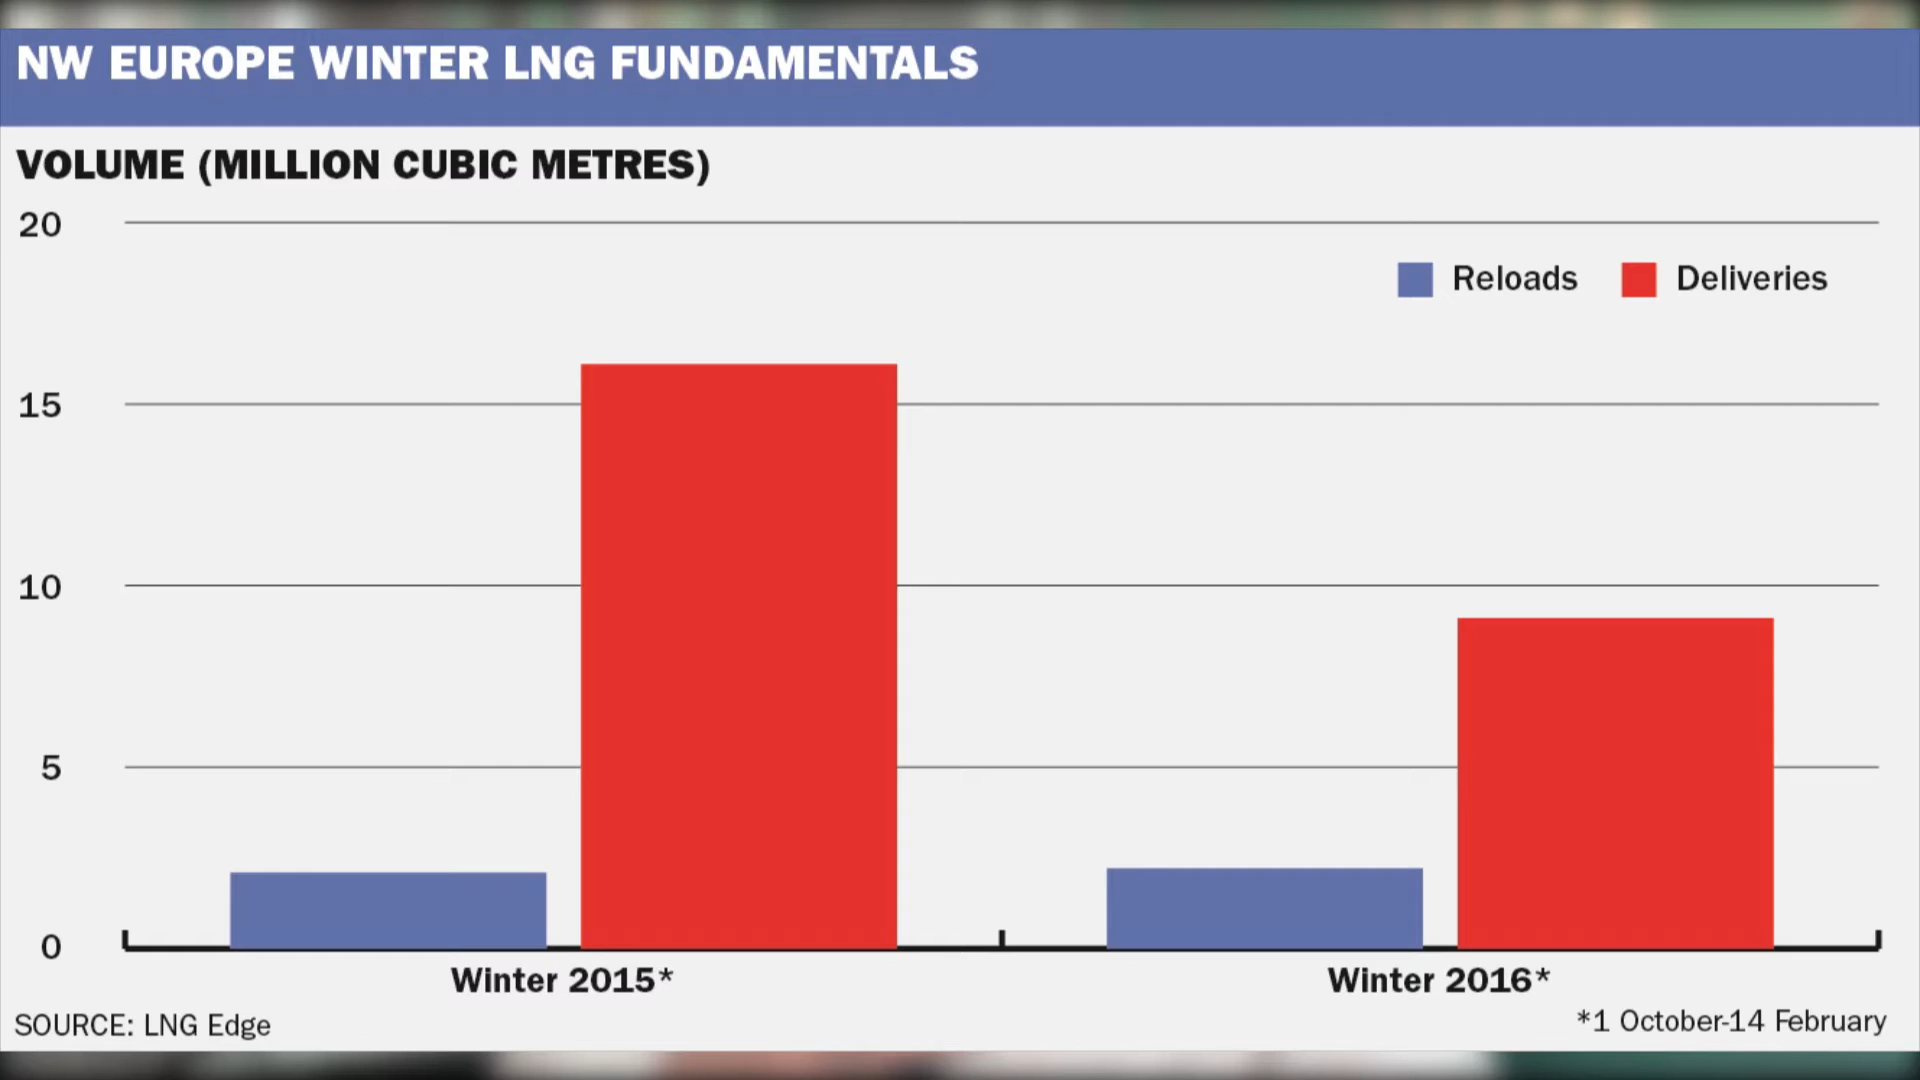 NW EUROPE WINTER LNG FUNDAMENTALS
VOLUME (MILLION CUBIC METRES)
20
Reloads Deliveries
15
10
5
0
Winter 2015* Winter 2016*
SOURCE: LNG Edge
*1 October-14 February